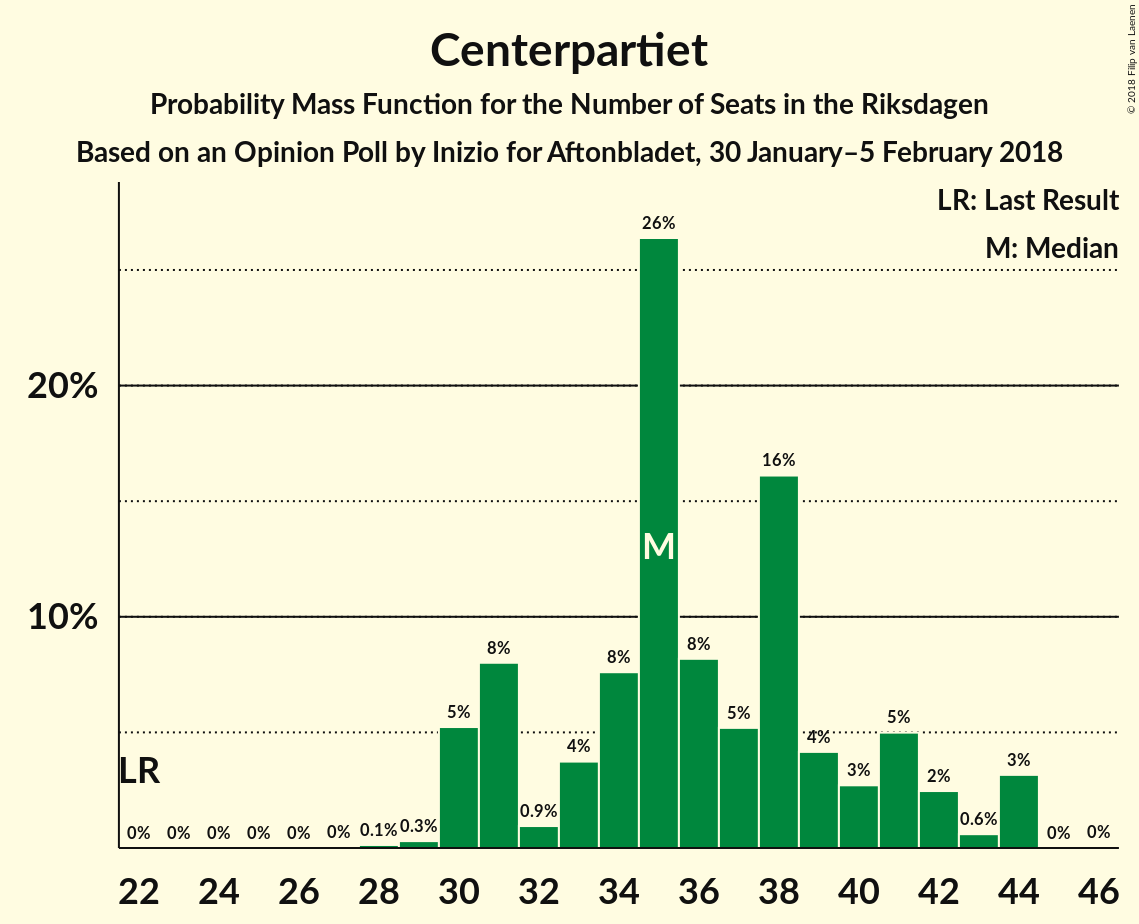 © 2018 Filip van Laenen
Centerpartiet
Probability Mass Function for the Number of Seats in the Riksdagen
Based on an Opinion Poll by Inizio for Aftonbladet, 30 January–5 February 2018
LR: Last Result
M: Median
20%
10%
LR
M
0% 0% 0% 0% 0% 0% 0.1% 0.3% 5% 8% 0.9% 4% 8% 26% 8% 5% 16% 4% 3% 5% 2% 0.6% 3% 0% 0%
22 24 26 28 30 32 34 36 38 40 42 44 46